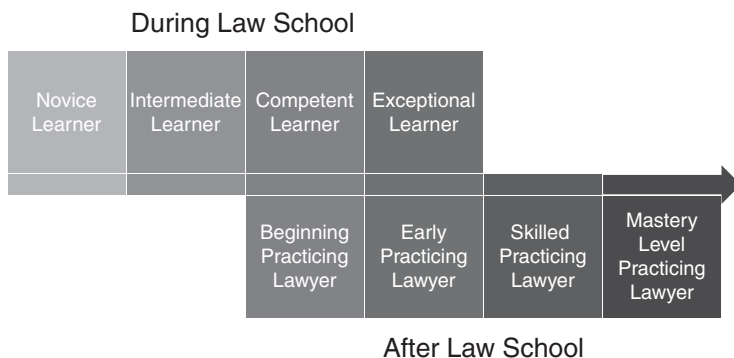 During Law School
Novice
Learner
Intermediate
Learner
Competent
Learner
Exceptional
Learner
Beginning
Practicing
Lawyer
Early
Practicing
Lawyer
Skilled
Practicing
Lawyer
Mastery
Level
Practicing
Lawyer
After Law School